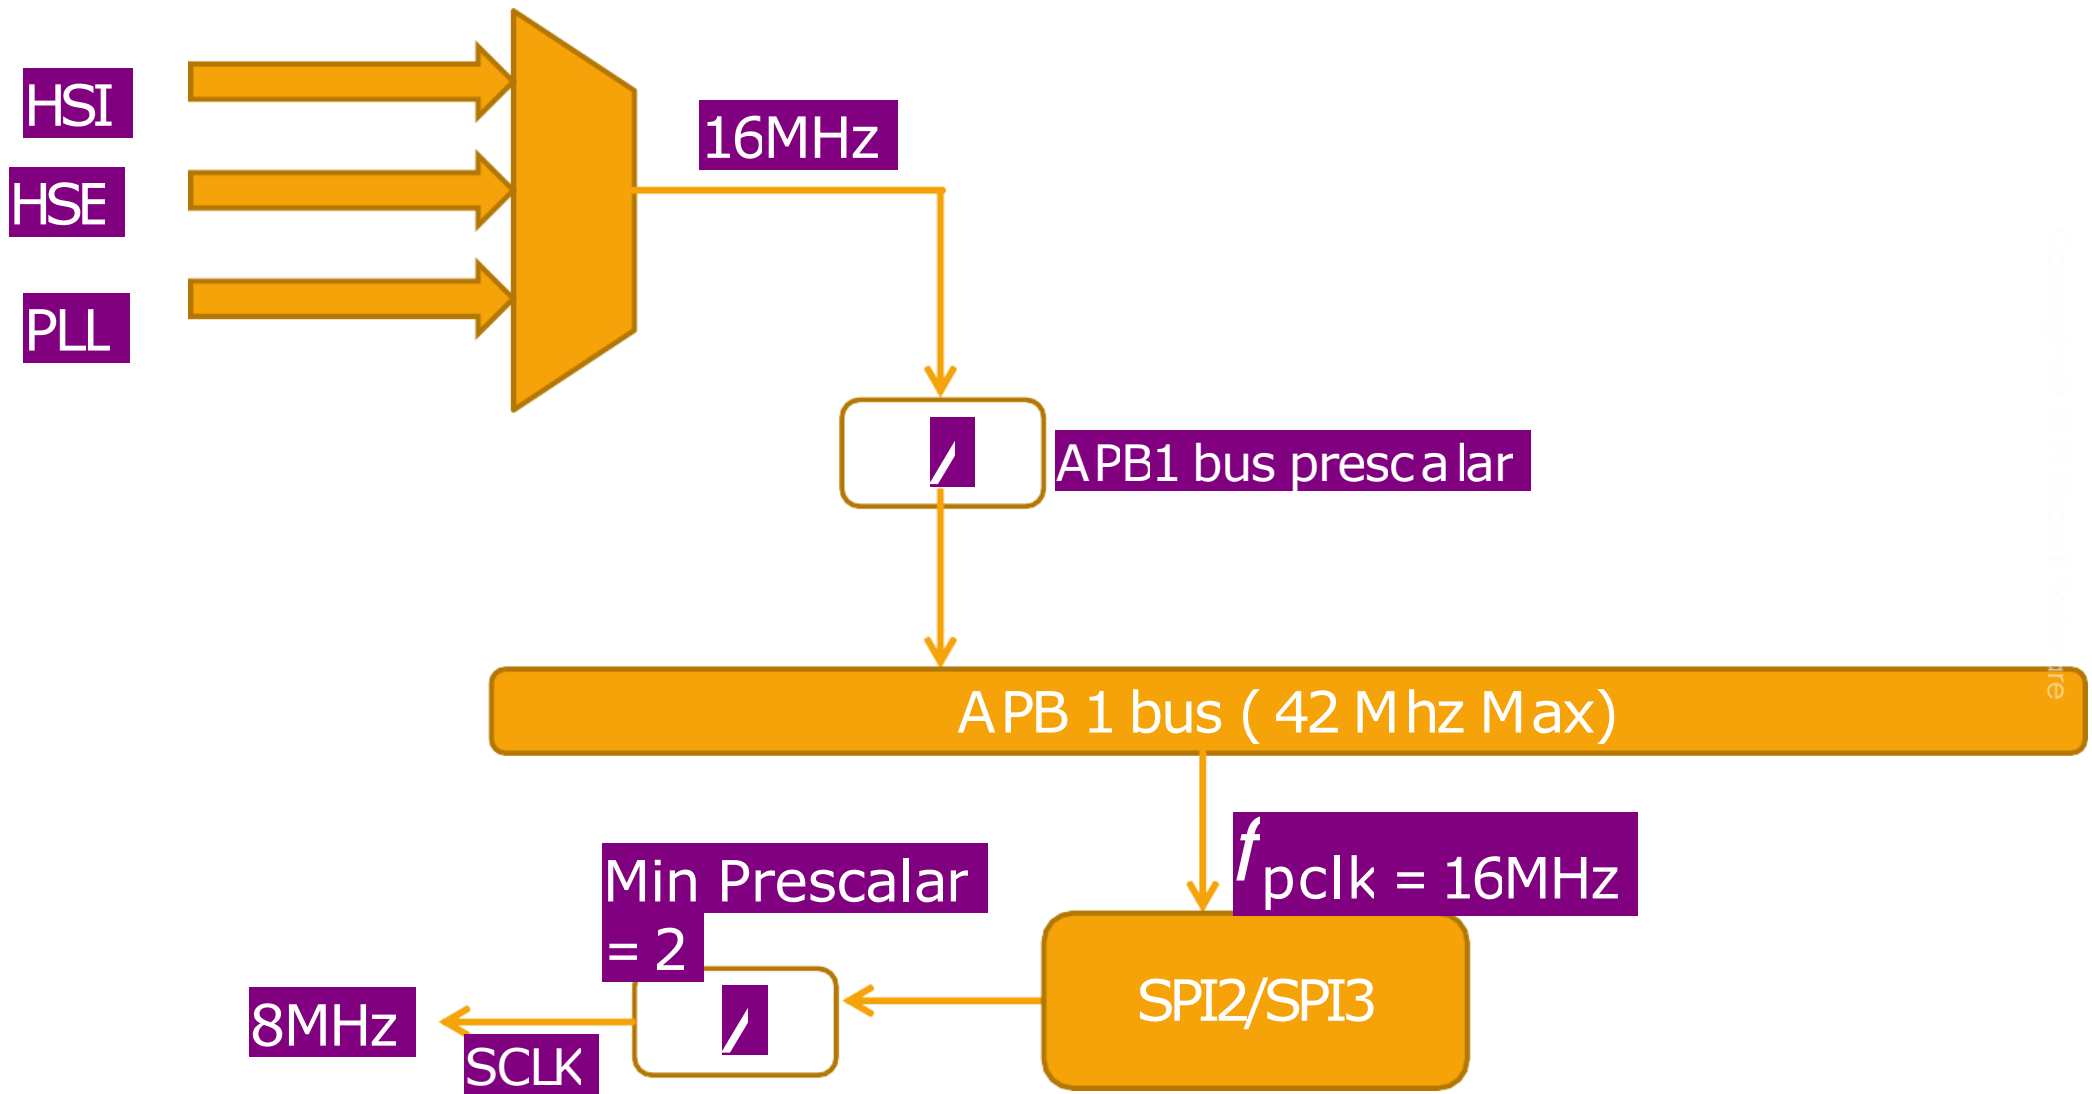 HSI
16MHz
HSE
PLL
/
APB1 bus prescalar
APB 1 bus ( 42 Mhz Max)
fpclk = 16MHz
Min Prescalar
= 2
SPI2/SPI3
8MHz
/
SCLK